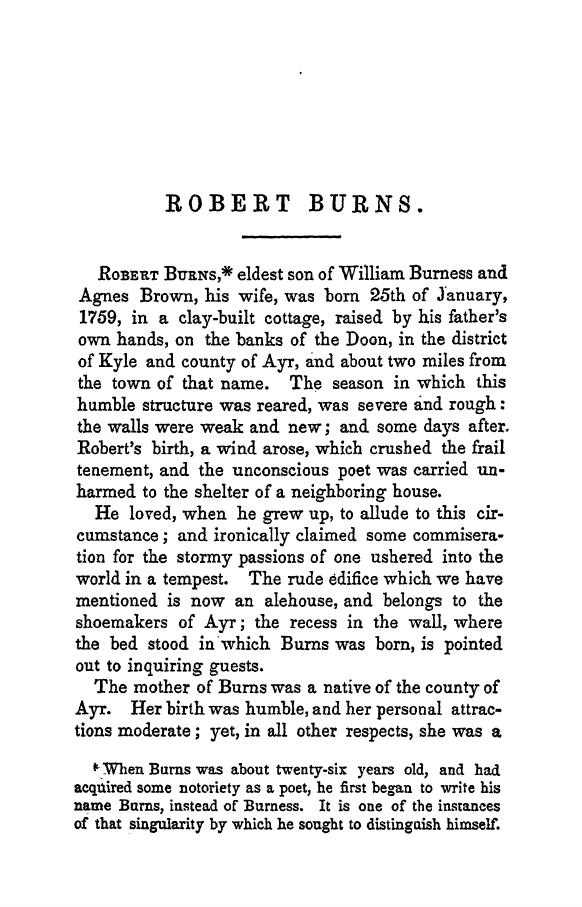 ROBERT BURNS.
ROBERT BURNS,* eldest son of William Burness and
Agnes Brown, his wife, was born 25th of January,
1759, in a clay-built cottage, raised by his father's
own hands, on the banks of the Doon, in the district
of Kyle and county of Ayr, and about two miles from
the town of that name. The season in which this
humble structure was reared, was severe and rough:
the walls were weak and new; and some days after.
Robert's birth, a wind arose, which crushed the frail
tenement, and the unconscious poet was carried un-
harmed to the shelter of a neighboring house.
He loved, when he grew up, to allude to this cir-
cumstance; and ironically claimed some commisera-
tion for the stormy passions of one ushered into the
world in a tempest. The rude edifice which we have
mentioned is now an alehouse, and belongs to the
shoemakers of Ayr; the recess in the wall, where
the bed stood in which Burns was born, is pointed
out to inquiring guests.
The mother of Burns was a native of the county of
Ayr. Her birth was humble, and her personal attrac-
tions moderate; yet, in all other respects, she was a
* When Burns was about twenty-six years old, and had
acquired some notoriety as a poet, he first began to write his
name Burns, instead of Burness. It is one of the instances
of that singularity by which he sought to distinguish himself.